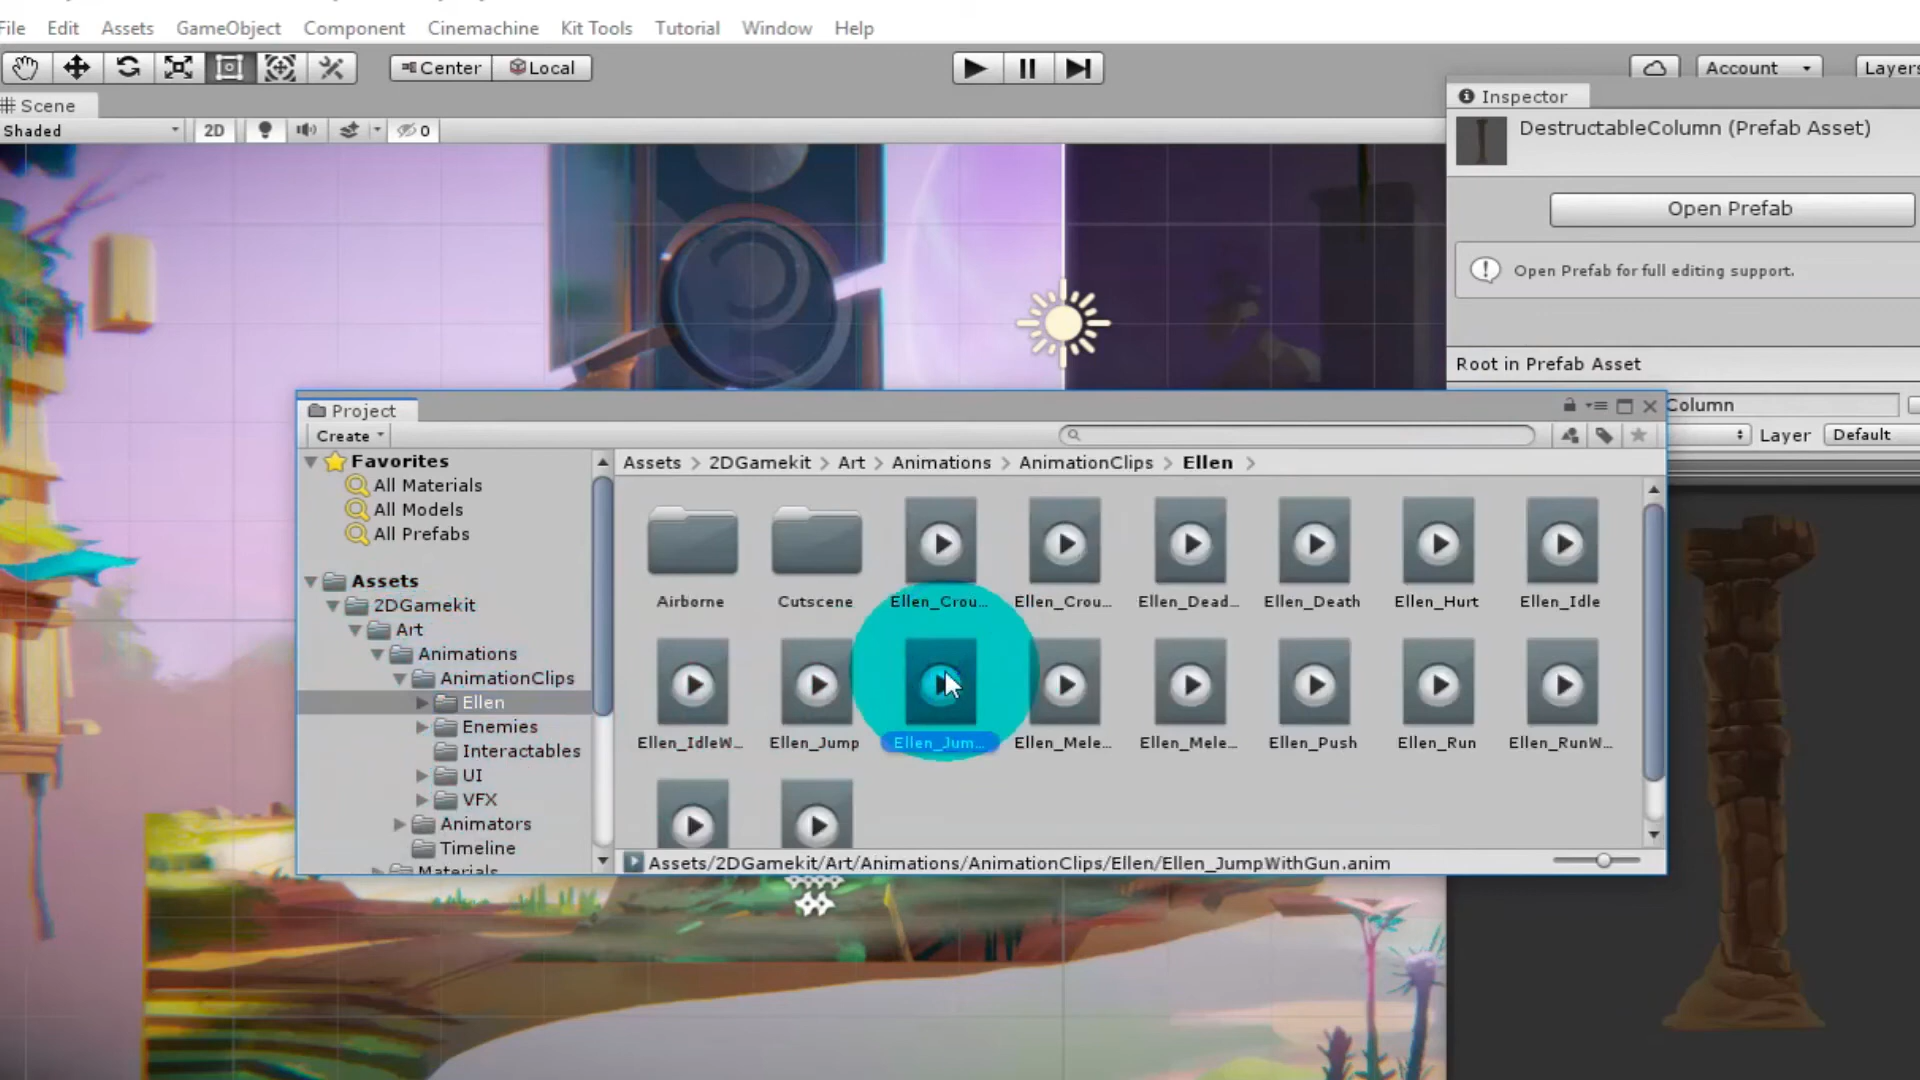 File Edit Assets GameObject Component Cinemachine Kit Tools Tutorial Window Help
Center Local Account Layers
Scene
Shaded 2D 0
Inspector
DestructableColumn (Prefab Asset)
Open Prefab
Open Prefab for full editing support.
Root in Prefab Asset
Column
Layer Default
Project
Create
Favorites
All Materials
All Models
All Prefabs
Assets
2DGamekit
Art
Animations
AnimationClips
Ellen
Enemies
Interactables
UI
VFX
Animators
Timeline
Materials
Assets > 2DGamekit > Art > Animations > AnimationClips > Ellen >
Airborne Cutscene Ellen_Crou... Ellen_Crou... Ellen_Dead... Ellen_Death Ellen_Hurt Ellen_Idle
Ellen_IdleW... Ellen_Jump Ellen_Jum... Ellen_Mele... Ellen_Mele... Ellen_Push Ellen_Run Ellen_RunW...
Assets/2DGamekit/Art/Animations/AnimationClips/Ellen/Ellen_JumpWithGun.anim